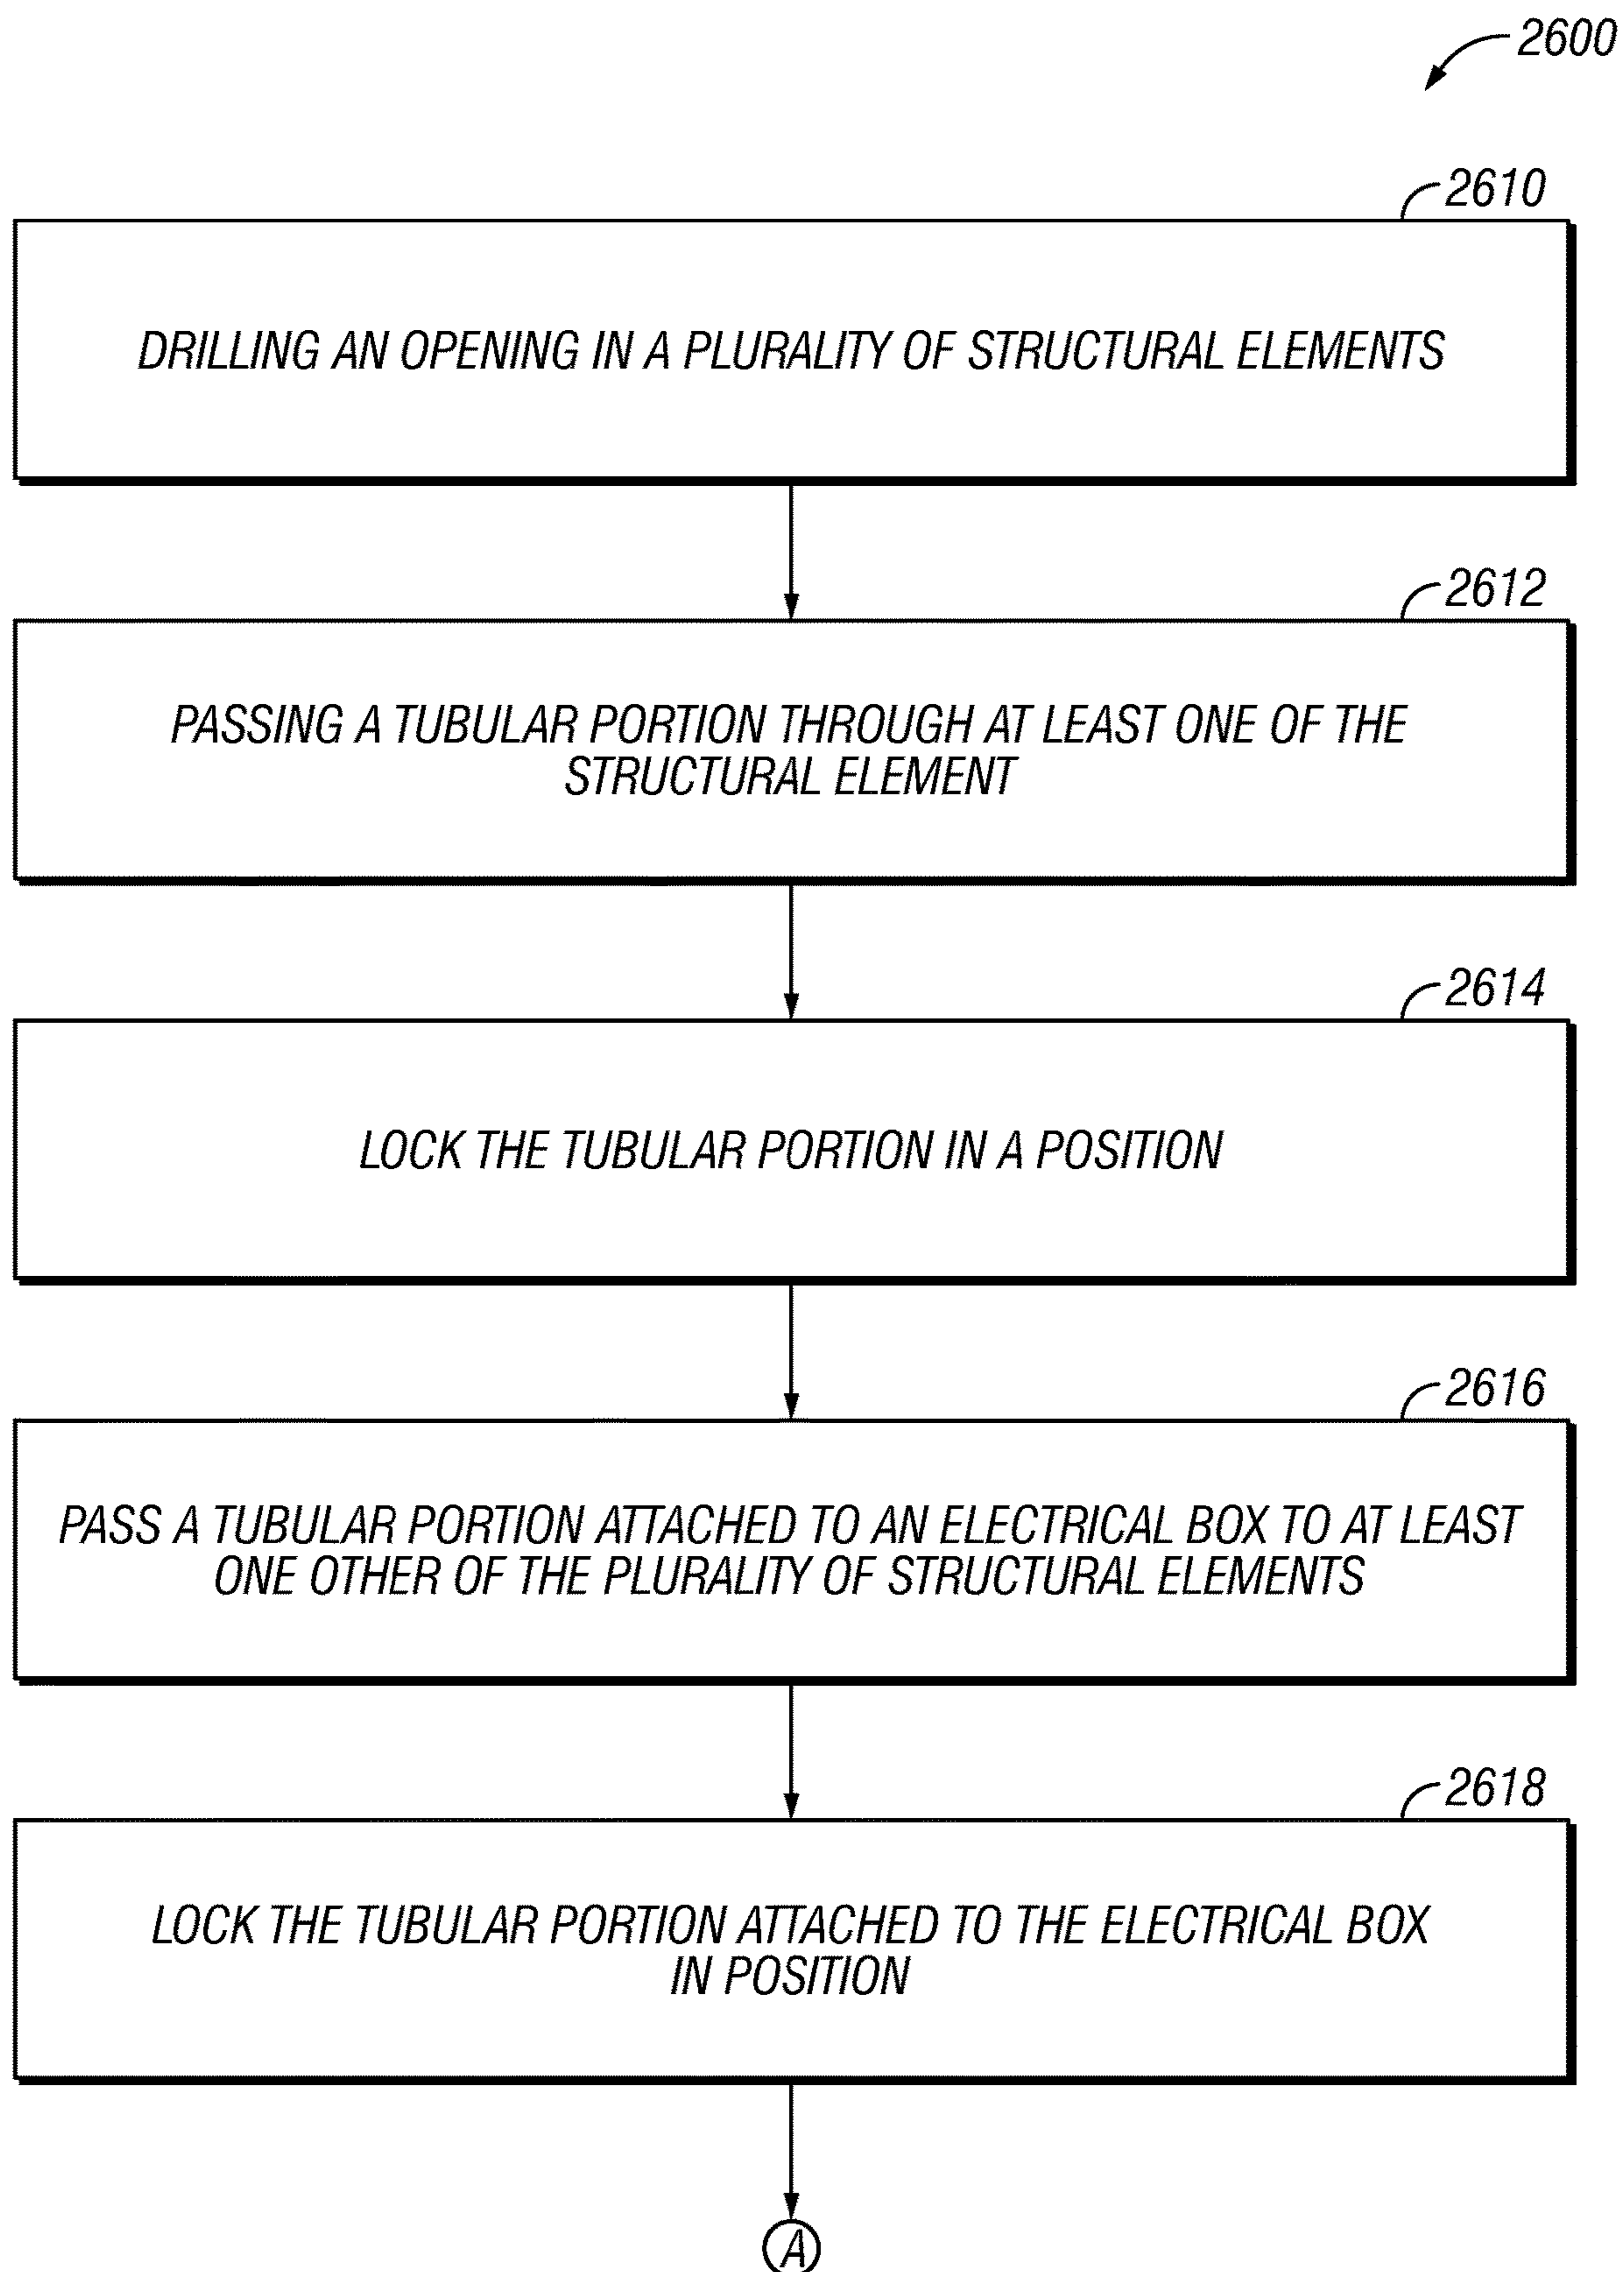 2600
2610
DRILLING AN OPENING IN A PLURALITY OF STRUCTURAL ELEMENTS
2612
PASSING A TUBULAR PORTION THROUGH AT LEAST ONE OF THE
STRUCTURAL ELEMENT
2614
LOCK THE TUBULAR PORTION IN A POSITION
2616
PASS A TUBULAR PORTION ATTACHED TO AN ELECTRICAL BOX TO AT LEAST
ONE OTHER OF THE PLURALITY OF STRUCTURAL ELEMENTS
2618
LOCK THE TUBULAR PORTION ATTACHED TO THE ELECTRICAL BOX
IN POSITION
A